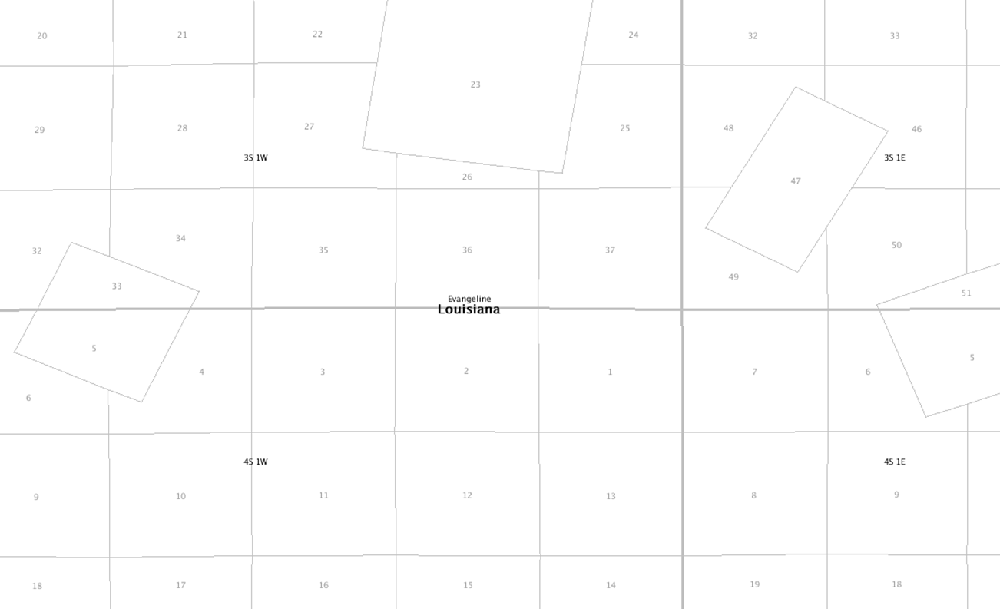 20 21 22 24 32 33
23
29 28 27 25 48 46
3S 1W 3S 1E
26 47
34 50
32 35 36 37
49
33 51
Evangeline
Louisiana
5 5
4 3 2 1 7 6
6
4S 1W 4S 1E
9 10 11 12 13 8 9
18 17 16 15 14 19 18